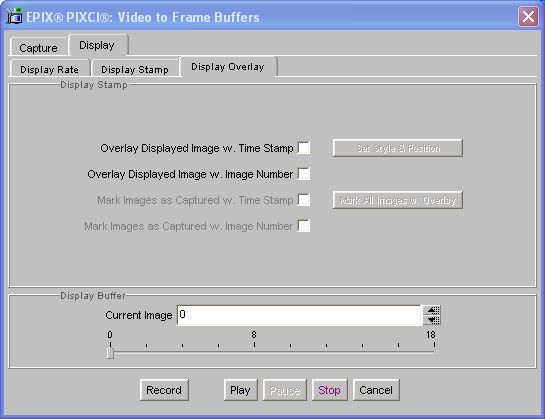 EPIX® PIXCI®: Video to Frame Buffers
Capture Display
Display Rate Display Stamp Display Overlay
Display Stamp
Overlay Displayed Image w. Time Stamp Set Style & Position
Overlay Displayed Image w. Image Number
Mark Images as Captured w. Time Stamp Mark All Images w. Overlay
Mark Images as Captured w. Image Number
Display Buffer
Current Image 0
0 8 18
Record Play Pause Stop Cancel